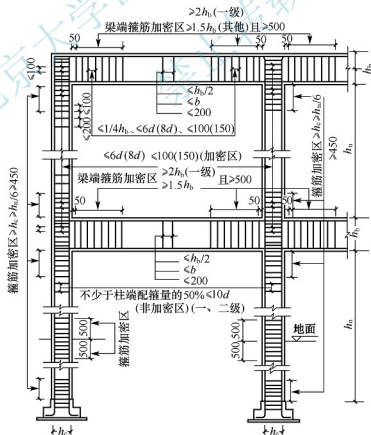 ≥2h_b(一级)
梁端箍筋加密区≥1.5h_b(其他)且≥500
50
50
50
50
≤100
≤200≤100
≤h_b/2
≤b
≤200
≤1/4h_b、≤6d(8d)、≤100(150)
≤6d(8d) ≤100(150)(加密区)
≥2h_b(一级)
梁端箍筋加密区
≥1.5h_b
且≥500
50
50
50
50
箍筋加密区≥h_c≥h_n/6≥450
箍筋加密区≥h_c≥h_n/6
≥450
h_b
h_n
h_b
h_n
≤h_b/2
≤b
≤200
不少于柱端配箍量的50%≤10d
(非加密区)(一、二级)
500 500
箍筋加密区
500,500
地面
h_c
h_c